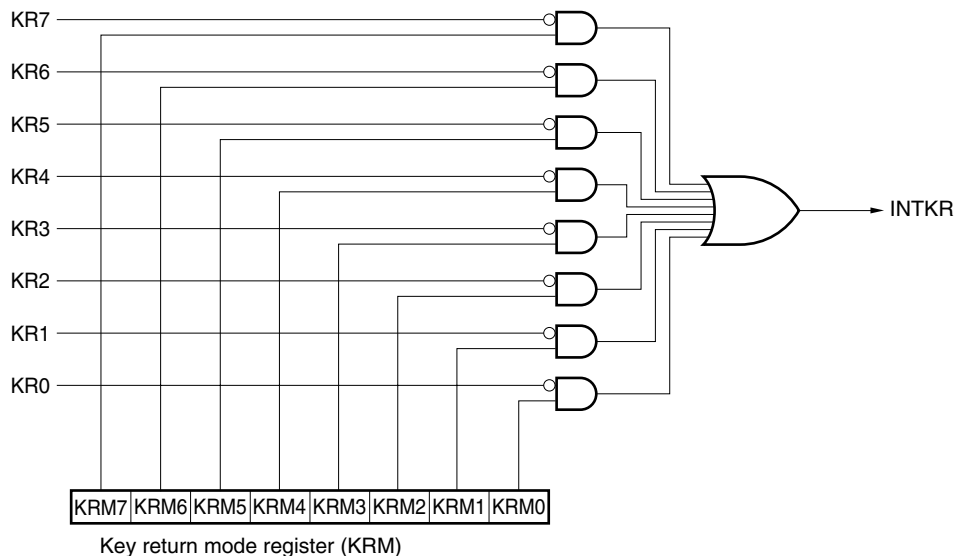 KR7
KR6
KR5
KR4
KR3
KR2
KR1
KR0
INTKR
KRM7 KRM6 KRM5 KRM4 KRM3 KRM2 KRM1 KRM0
Key return mode register (KRM)